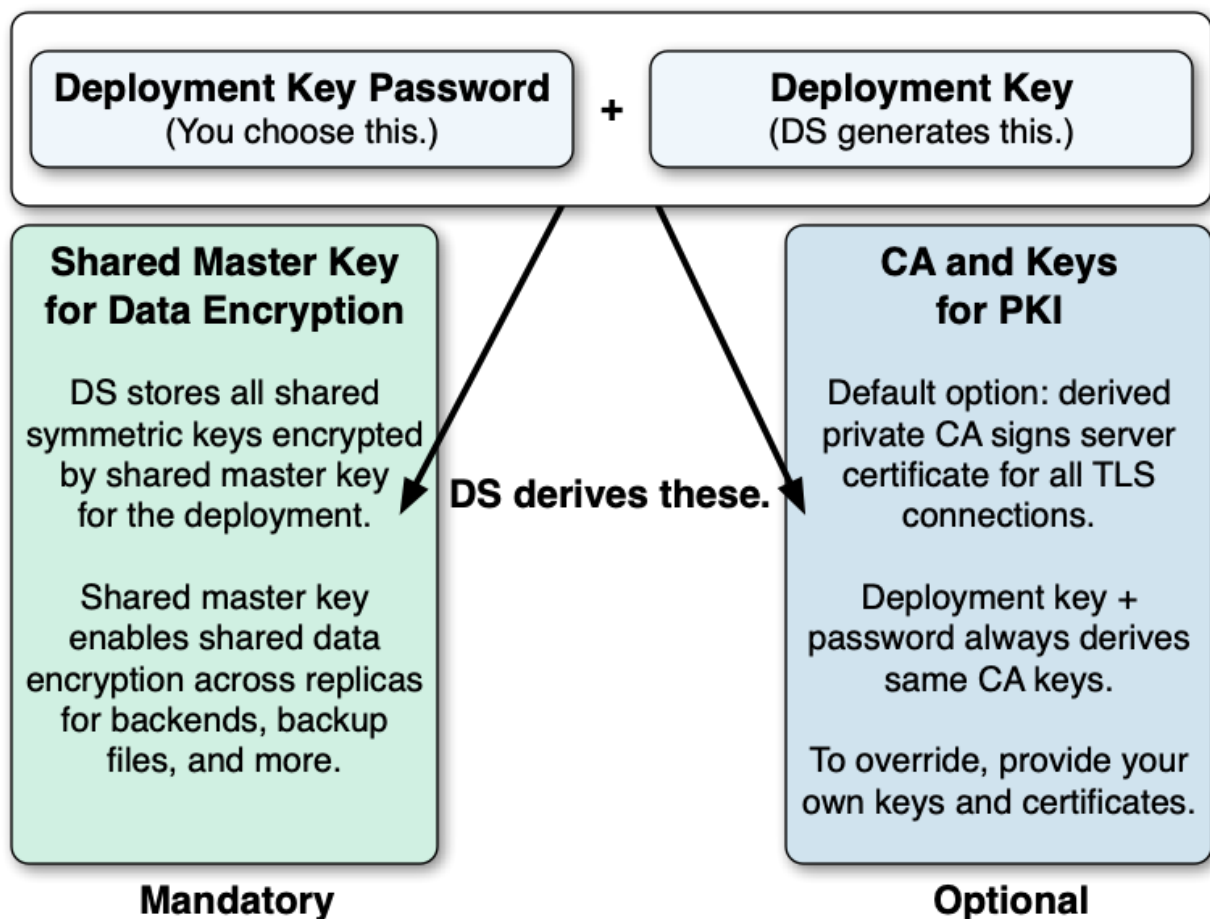 Deployment Key Password
(You choose this.)
+
Deployment Key
(DS generates this.)
Shared Master Key
for Data Encryption
DS stores all shared
symmetric keys encrypted
by shared master key
for the deployment.
Shared master key
enables shared data
encryption across replicas
for backends, backup
files, and more.
Mandatory
DS derives these.
CA and Keys
for PKI
Default option: derived
private CA signs server
certificate for all TLS
connections.
Deployment key +
password always derives
same CA keys.
To override, provide your
own keys and certificates.
Optional